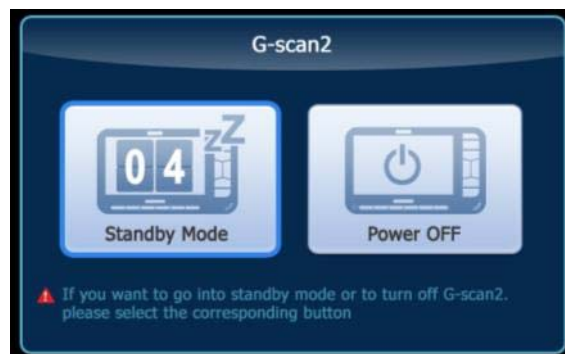 G-scan2
04
zZ
Standby Mode
Power OFF
If you want to go into standby mode or to turn off G-scan2.
please select the corresponding button